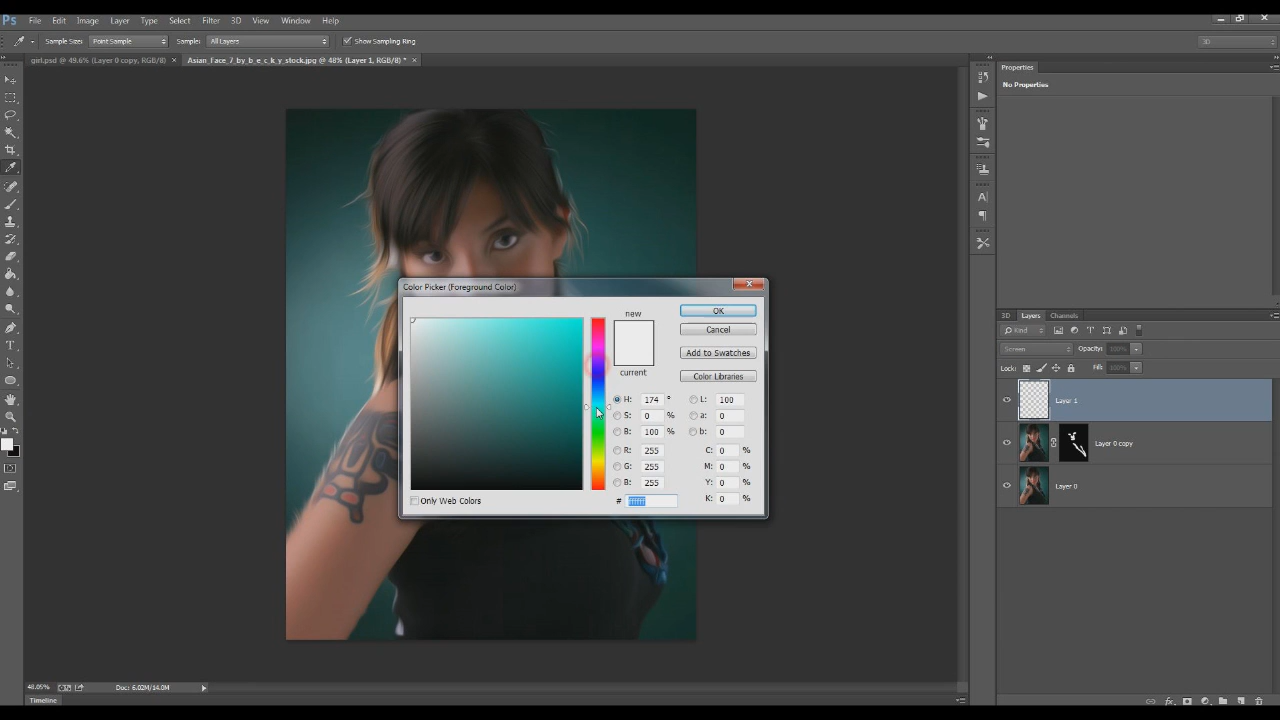 Ps File Edit Image Layer Type Select Filter 3D View Window Help
Sample Size: Point Sample Sample: All Layers Show Sampling Ring 3D
girl.psd @ 49.6% (Layer 0 copy, RGB/8) × Asian_Face_7_by_b_e_c_k_y_stock.jpg @ 48% (Layer 1, RGB/8) * ×
Properties
No Properties
Color Picker (Foreground Color)
new
current
OK
Cancel
Add to Swatches
Color Libraries
H: 174 ° L: 100
S: 0 % a: 0
B: 100 % b: 0
R: 255 C: 0 %
G: 255 M: 0 %
B: 255 Y: 0 %
K: 0 %
Only Web Colors
# ffffff
3D Layers Channels
Kind
Screen Opacity: 100%
Lock: Fill: 100%
Layer 1
Layer 0 copy
Layer 0
48.05% Doc: 6.02M/14.0M
Timeline